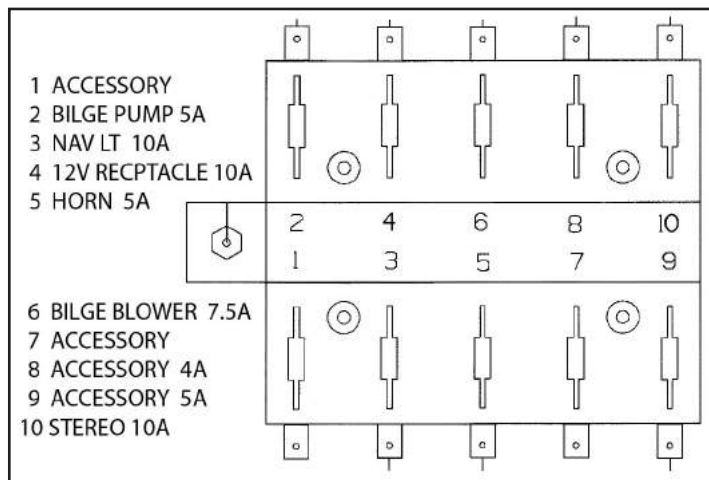 1 ACCESSORY
2 BILGE PUMP 5A
3 NAV LT 10A
4 12V RECPTACLE 10A
5 HORN 5A
2 4 6 8 10
1 3 5 7 9
6 BILGE BLOWER 7.5A
7 ACCESSORY
8 ACCESSORY 4A
9 ACCESSORY 5A
10 STEREO 10A